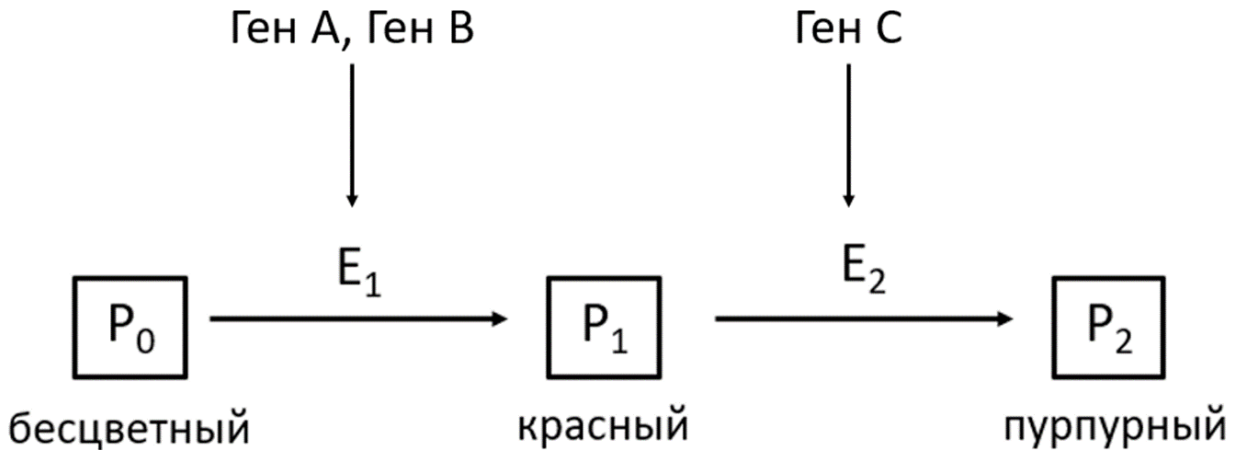 Ген А, Ген В
Ген С
E₁
E₂
P₀
P₁
P₂
бесцветный
красный
пурпурный